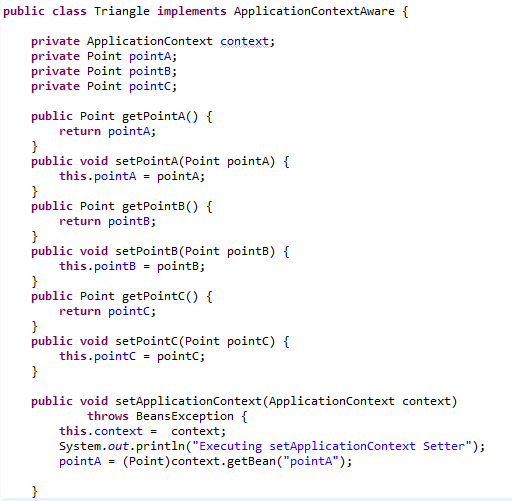 public class Triangle implements ApplicationContextAware {
private ApplicationContext context;
private Point pointA;
private Point pointB;
private Point pointC;
public Point getPointA() {
return pointA;
}
public void setPointA(Point pointA) {
this.pointA = pointA;
}
public Point getPointB() {
return pointB;
}
public void setPointB(Point pointB) {
this.pointB = pointB;
}
public Point getPointC() {
return pointC;
}
public void setPointC(Point pointC) {
this.pointC = pointC;
}
public void setApplicationContext(ApplicationContext context)
throws BeansException {
this.context =  context;
System.out.println("Executing setApplicationContext Setter");
pointA = (Point)context.getBean("pointA");
}